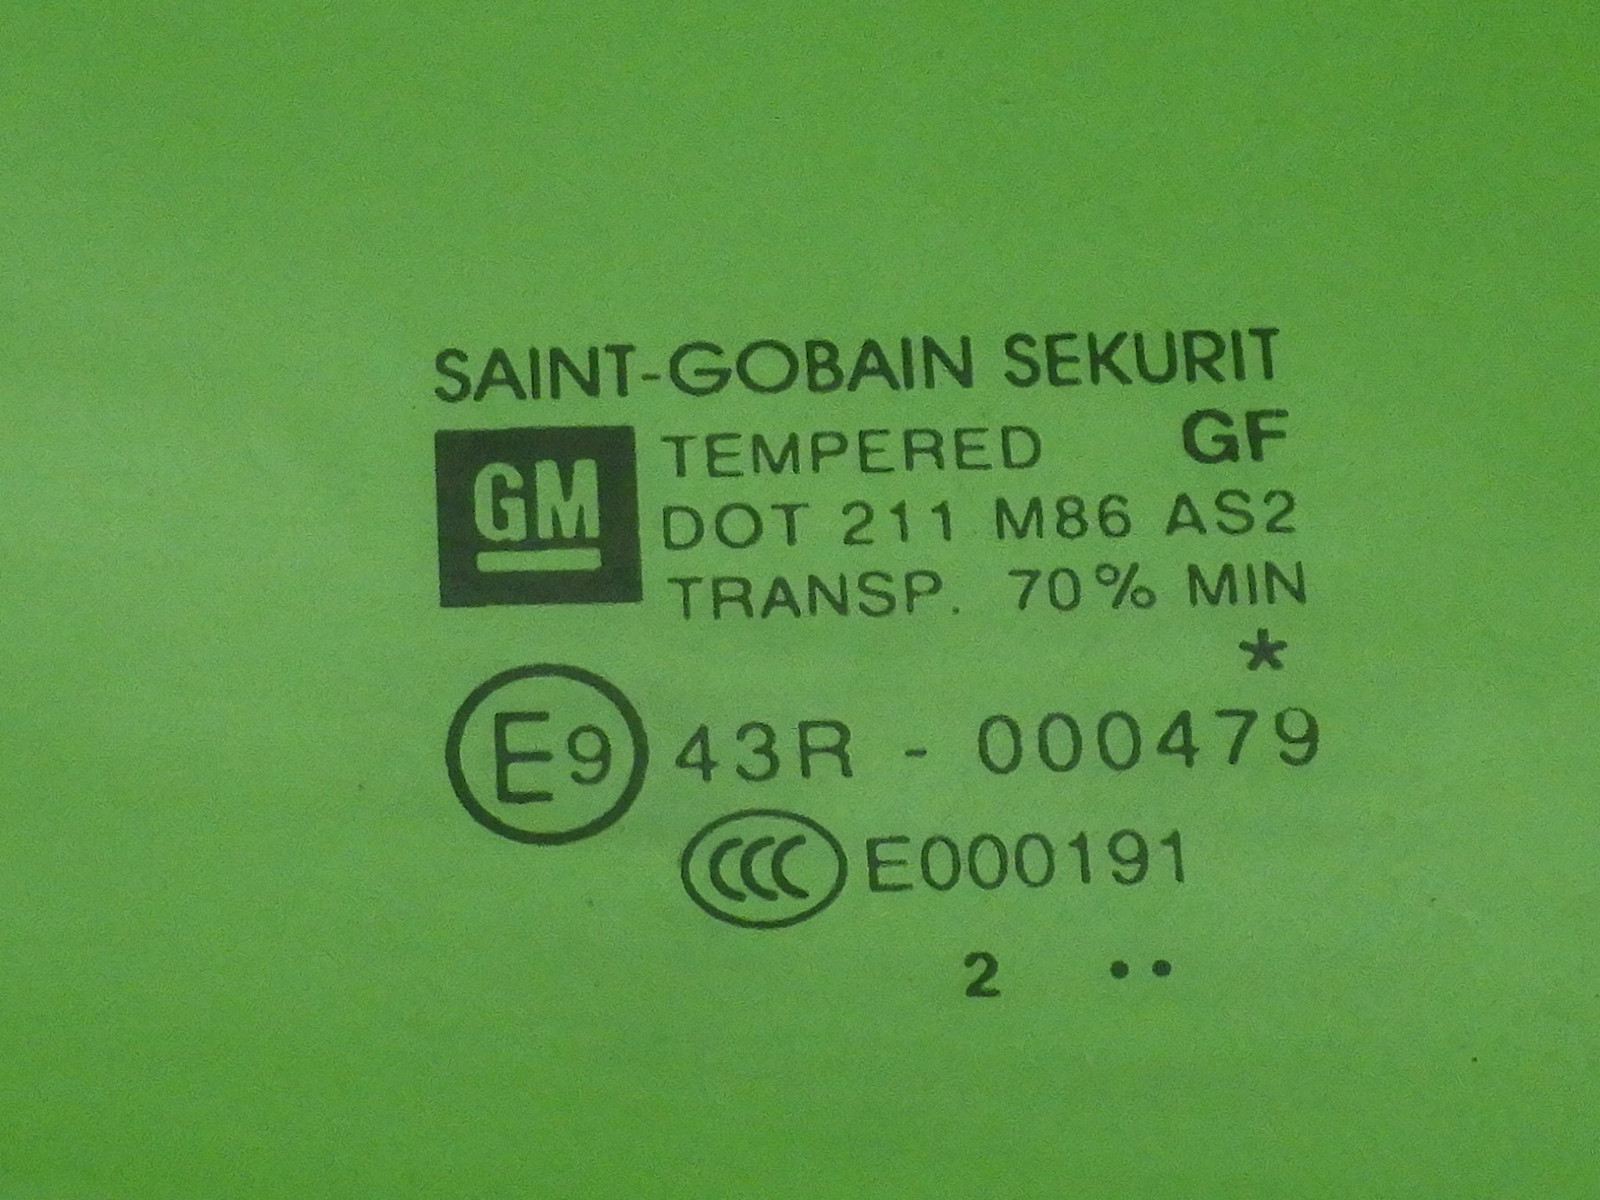 SAINT-GOBAIN SEKURIT
GM TEMPERED GF
DOT 211 M86 AS2
TRANSP. 70% MIN
*
E9 43R - 000479
CCC E000191
2 ••